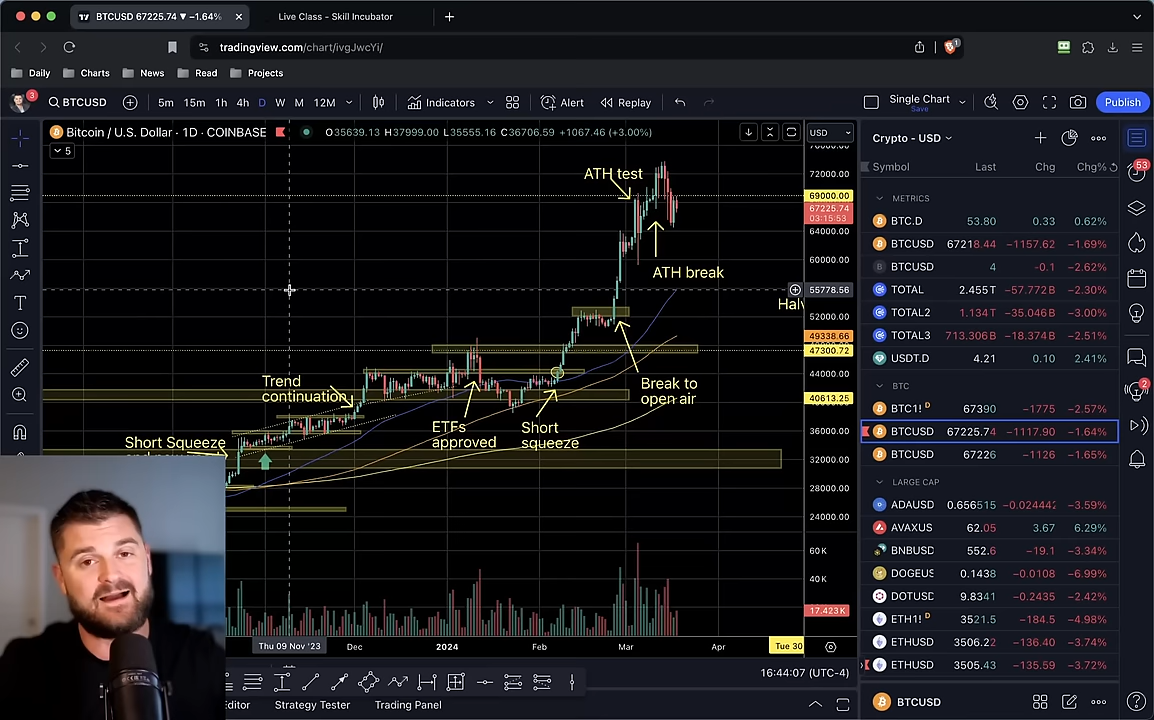 BTCUSD 67225.74 ▼ −1.64%
Live Class - Skill Incubator
tradingview.com/chart/ivgJwcYi/
1
Daily
Charts
News
Read
Projects
3
BTCUSD
5m
15m
1h
4h
D
W
M
12M
Indicators
Alert
Replay
Single Chart
Save
Publish
Bitcoin / U.S. Dollar · 1D · COINBASE
O35639.13 H37999.00 L35555.16 C36706.59 +1067.46 (+3.00%)
USD
5
72000.00
69000.00
67225.74
03:15:53
64000.00
60000.00
55778.56
52000.00
49338.66
47300.72
44000.00
40613.25
36000.00
32000.00
28000.00
24000.00
60 K
40 K
17.423K
ATH test
ATH break
Break to
open air
Short
squeeze
ETFs
approved
Trend
continuation
Short Squeeze
Thu 09 Nov '23
Dec
2024
Feb
Mar
Apr
Tue 30
16:44:07 (UTC-4)
Editor
Strategy Tester
Trading Panel
Crypto - USD
Symbol
Last
Chg
Chg%
METRICS
BTC.D 53.80 0.33 0.62%
BTCUSD 67218.44 −1157.62 −1.69%
BTCUSD 4 −0.1 −2.62%
TOTAL 2.455T −57.772B −2.30%
TOTAL2 1.134T −35.046B −3.00%
TOTAL3 713.306B −18.374B −2.51%
USDT.D 4.21 0.10 2.41%
BTC
BTC1! D 67390 −1775 −2.57%
BTCUSD 67225.74 −1117.90 −1.64%
BTCUSD 67226 −1126 −1.65%
LARGE CAP
ADAUSD 0.656515 −0.024442 −3.59%
AVAXUS 62.05 3.67 6.29%
BNBUSD 552.6 −19.1 −3.34%
DOGEUS 0.1438 −0.0108 −6.99%
DOTUSD 9.8341 −0.2435 −2.42%
ETH1! D 3521.5 −184.5 −4.98%
ETHUSD 3506.22 −136.40 −3.74%
ETHUSD 3505.43 −135.59 −3.72%
BTCUSD
53
2